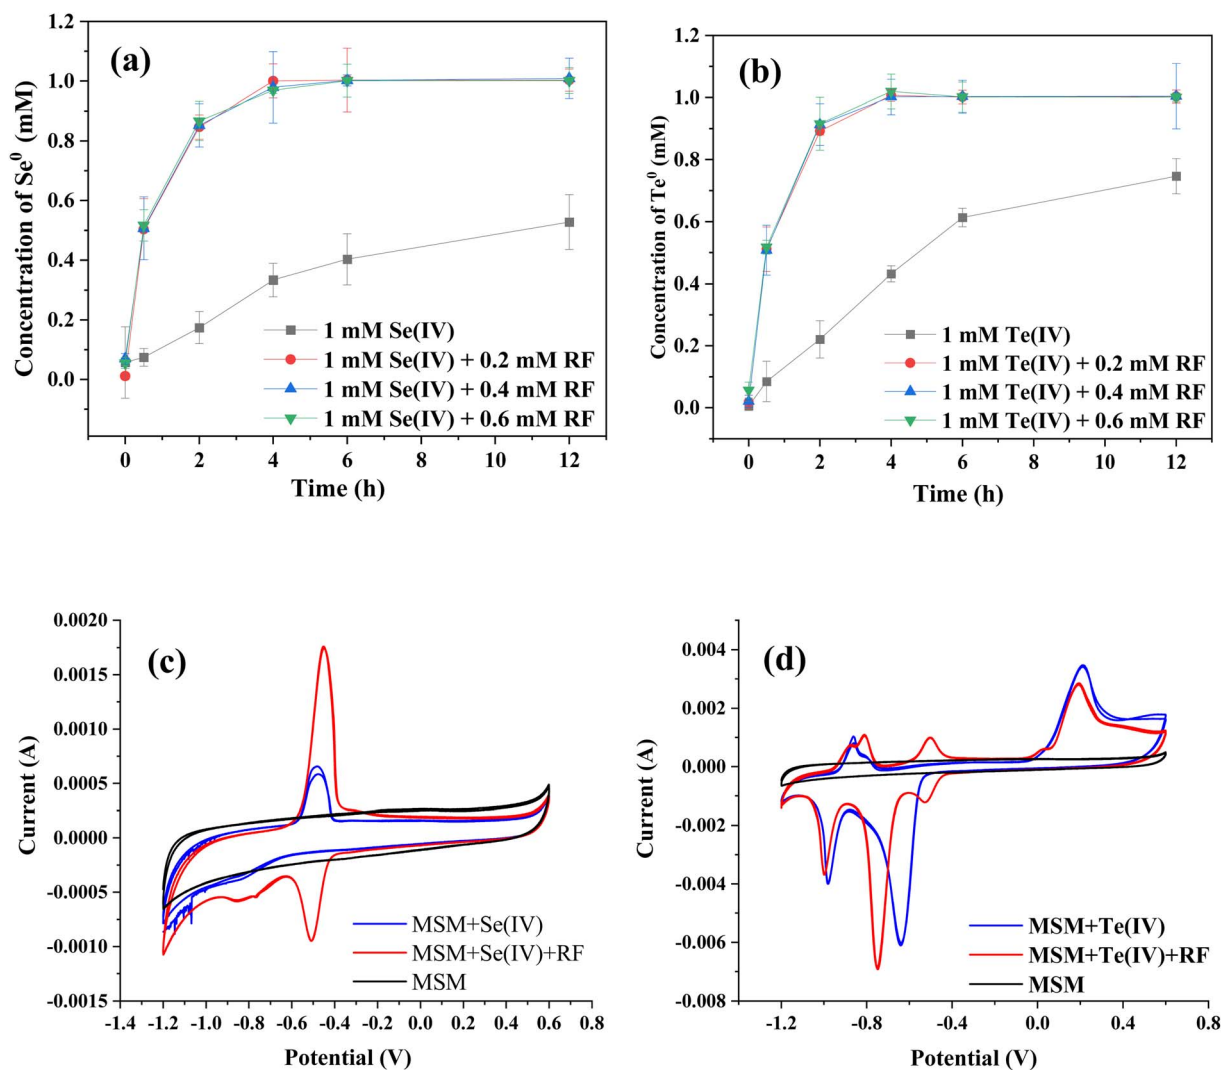 (a)
1.2
1.0
0.8
0.6
0.4
0.2
0.0
Concentration of Se⁰ (mM)
1 mM Se(IV)
1 mM Se(IV) + 0.2 mM RF
1 mM Se(IV) + 0.4 mM RF
1 mM Se(IV) + 0.6 mM RF
0 2 4 6 8 10 12
Time (h)
(b)
1.2
1.0
0.8
0.6
0.4
0.2
0.0
Concentration of Te⁰ (mM)
1 mM Te(IV)
1 mM Te(IV) + 0.2 mM RF
1 mM Te(IV) + 0.4 mM RF
1 mM Te(IV) + 0.6 mM RF
0 2 4 6 8 10 12
Time (h)
(c)
0.0020
0.0015
0.0010
0.0005
0.0000
-0.0005
-0.0010
-0.0015
Current (A)
MSM+Se(IV)
MSM+Se(IV)+RF
MSM
-1.4 -1.2 -1.0 -0.8 -0.6 -0.4 -0.2 0.0 0.2 0.4 0.6 0.8
Potential (V)
(d)
0.004
0.002
0.000
-0.002
-0.004
-0.006
-0.008
Current (A)
MSM+Te(IV)
MSM+Te(IV)+RF
MSM
-1.2 -0.8 -0.4 0.0 0.4 0.8
Potential (V)